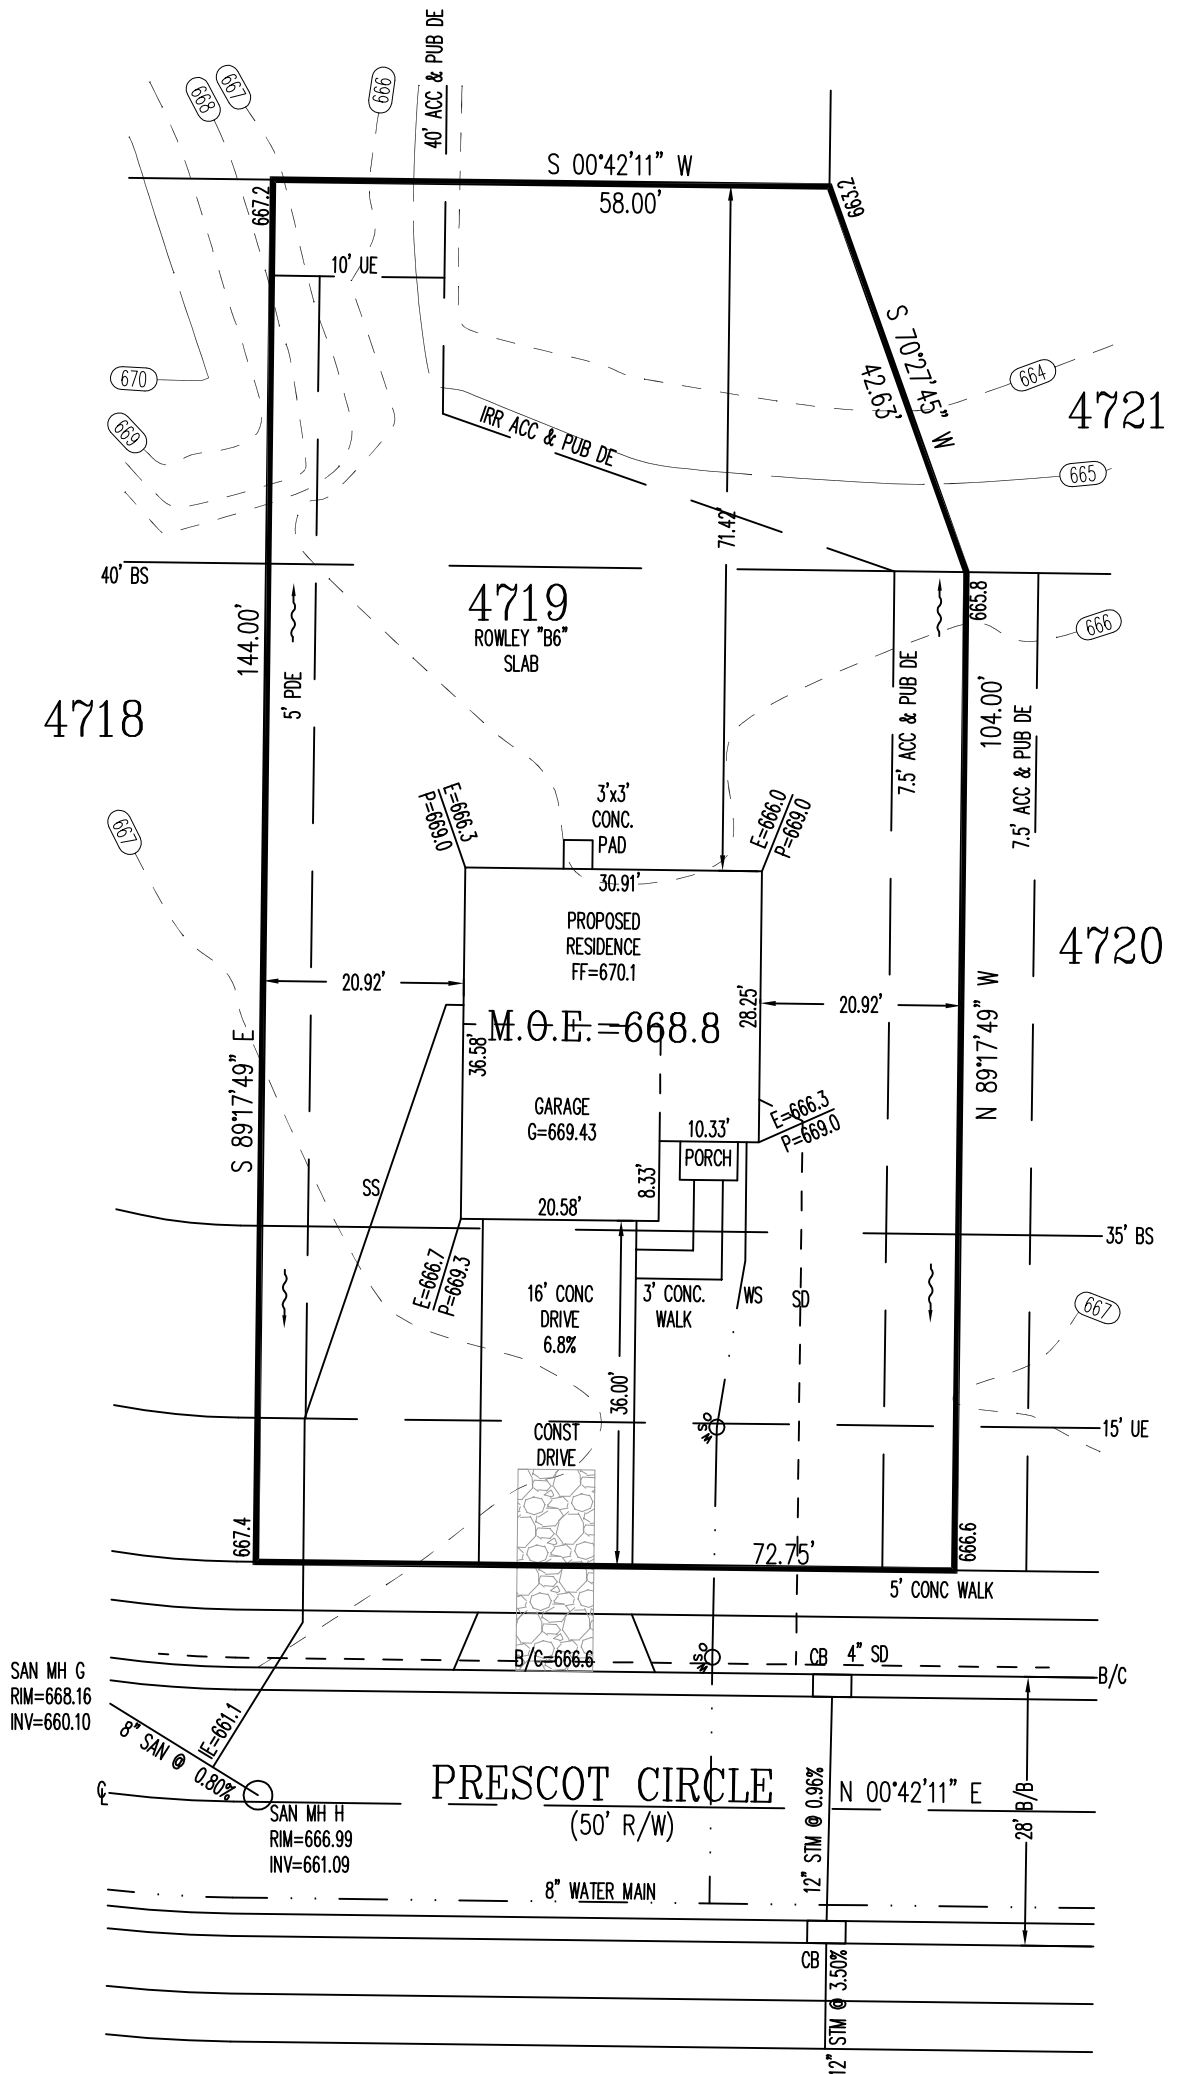 40' ACC & PUB DE
667
668
666
S 00°42'11" W
58.00'
667.2
663.2
10' UE
S 70°27'45" W
42.63'
670
669
664
4721
665
IRR ACC & PUB DE
71.42'
40' BS
4719
ROWLEY "B6"
SLAB
665.8
666
144.00'
5' PDE
7.5' ACC & PUB DE
104.00'
7.5' ACC & PUB DE
4718
667
E=666.3
P=669.0
3'x3'
CONC.
PAD
E=666.0
P=669.0
30.91'
PROPOSED
RESIDENCE
FF=670.1
4720
20.92'
28.25'
20.92'
M.O.E.=668.8
36.58'
S 89°17'49" E
N 89°17'49" W
GARAGE
G=669.43
10.33'
E=666.3
P=669.0
PORCH
8.33'
SS
20.58'
35' BS
E=666.7
P=669.3
16' CONC
DRIVE
6.8%
3' CONC.
WALK
WS
SD
667
36.00'
CONST
DRIVE
W.S.O
15' UE
667.4
72.75'
666.6
5' CONC WALK
B/C=666.6
W.S.O
CB
4" SD
B/C
SAN MH G
RIM=668.16
INV=660.10
8" SAN @ 0.80%
IE=661.1
PRESCOT CIRCLE
(50' R/W)
N 00°42'11" E
12" STM @ 0.96%
28' B/B
℄
SAN MH H
RIM=666.99
INV=661.09
8" WATER MAIN
CB
12" STM @ 3.50%